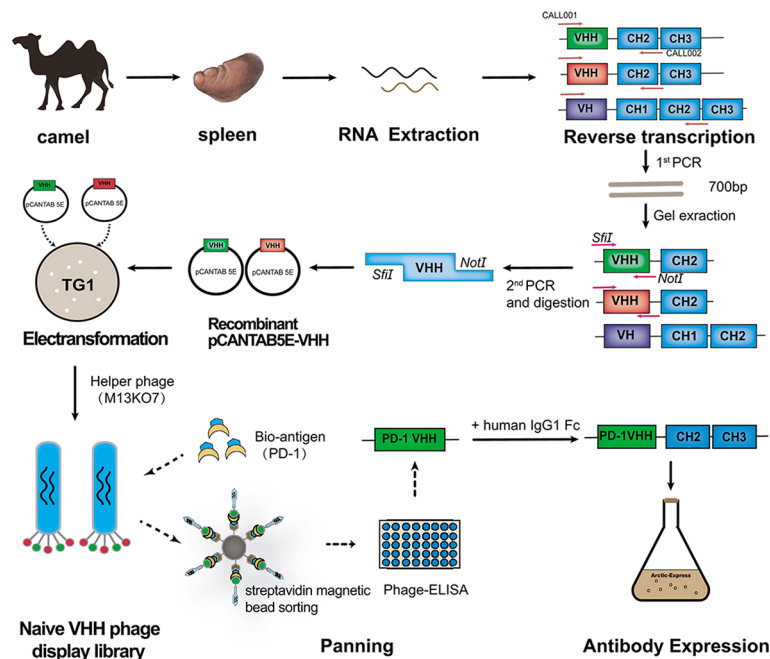 CALL001
VHH CH2 CH3
CALL002
VHH CH2 CH3
VH CH1 CH2 CH3
camel
spleen
RNA Extraction
Reverse transcription
1st PCR
700bp
Gel exraction
VHH
pCANTAB 5E
VHH
pCANTAB 5E
TG1
Electransformation
VHH
pCANTAB 5E
VHH
pCANTAB 5E
Recombinant
pCANTAB5E-VHH
SfiI
VHH
NotI
2nd PCR
and digestion
SfiI
VHH CH2
NotI
VHH CH2
VH CH1 CH2
Helper phage
(M13KO7)
Bio-antigen
(PD-1)
PD-1 VHH
+ human IgG1 Fc
PD-1VHH CH2 CH3
streptavidin magnetic
bead sorting
Phage-ELISA
Arctic-Express
Naive VHH phage
display library
Panning
Antibody Expression